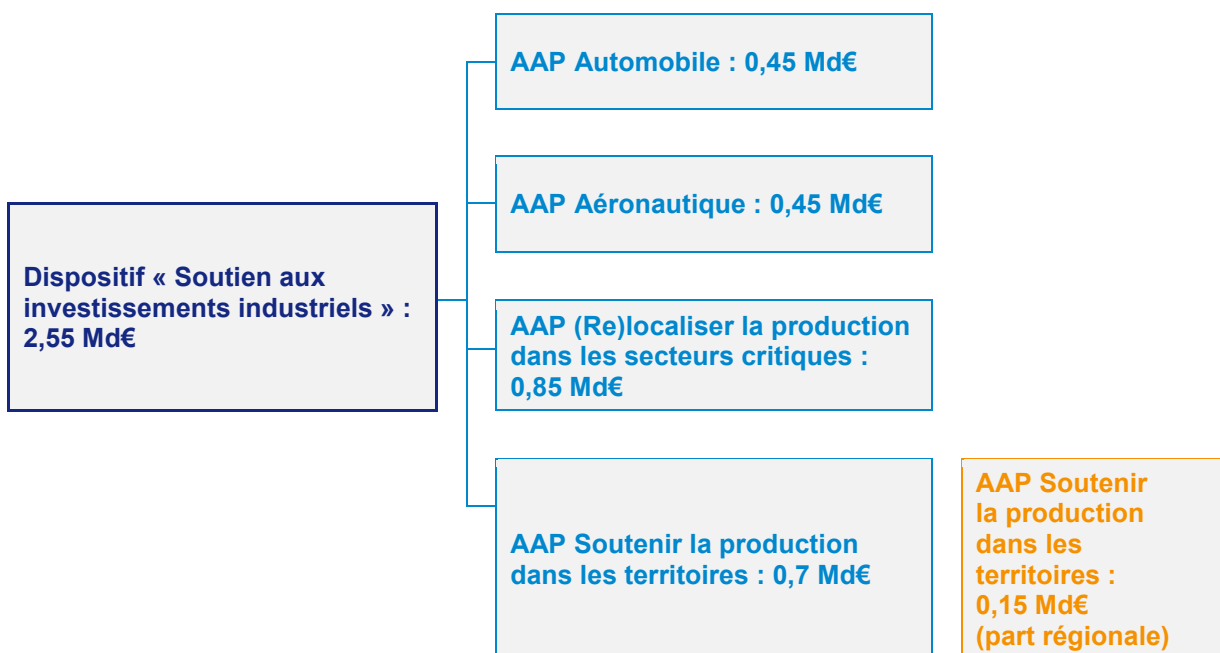 AAP Automobile : 0,45 Md€
AAP Aéronautique : 0,45 Md€
Dispositif « Soutien aux
investissements industriels » :
2,55 Md€
AAP (Re)localiser la production
dans les secteurs critiques :
0,85 Md€
AAP Soutenir la production
dans les territoires : 0,7 Md€
AAP Soutenir
la production
dans les
territoires :
0,15 Md€
(part régionale)